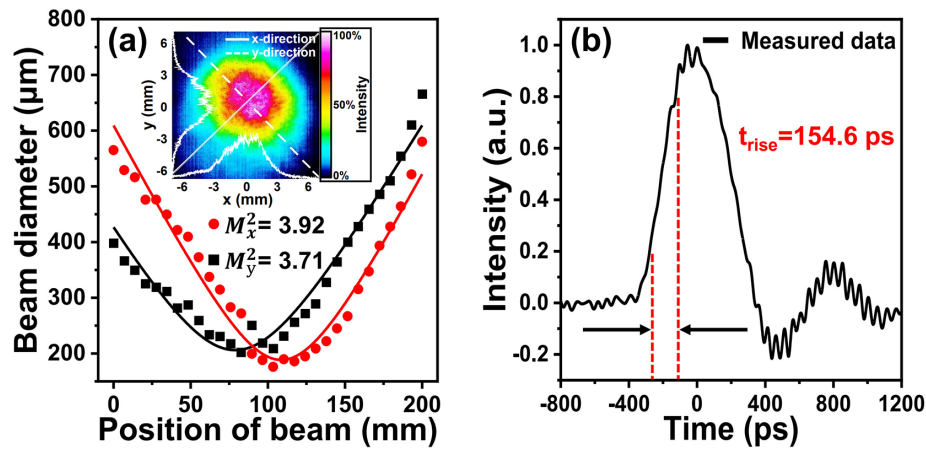 (a)
800
700
600
500
400
300
200
Beam diameter (μm)
0 50 100 150 200
Position of beam (mm)
x-direction
y-direction
6
3
0
-3
-6
y (mm)
-6 -3 0 3 6
x (mm)
100%
50%
0%
Intensity
M²ₓ= 3.92
M²y= 3.71
(b)
Measured data
t_rise=154.6 ps
1.0
0.8
0.6
0.4
0.2
0.0
-0.2
Intensity (a.u.)
-800 -400 0 400 800 1200
Time (ps)